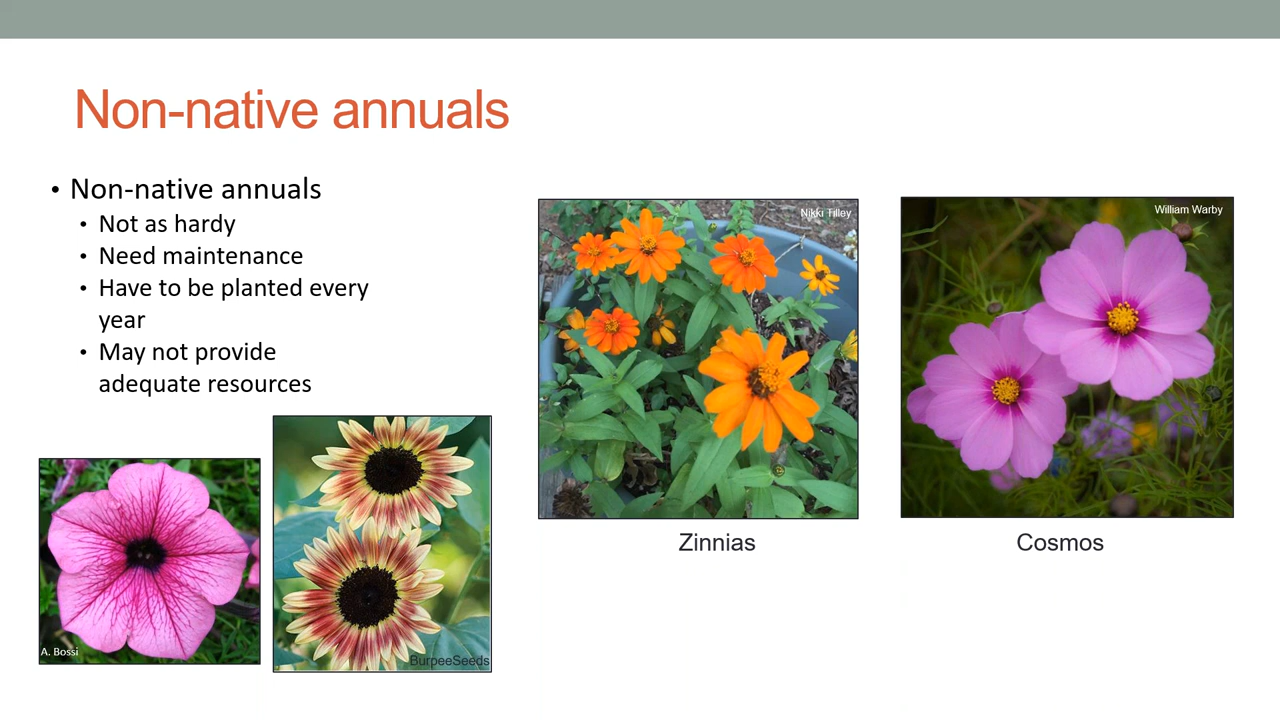 Non-native annuals
• Non-native annuals
• Not as hardy
• Need maintenance
• Have to be planted every
year
• May not provide
adequate resources
Nikki Tilley
William Warby
Zinnias
Cosmos
A. Bossi
BurpeeSeeds